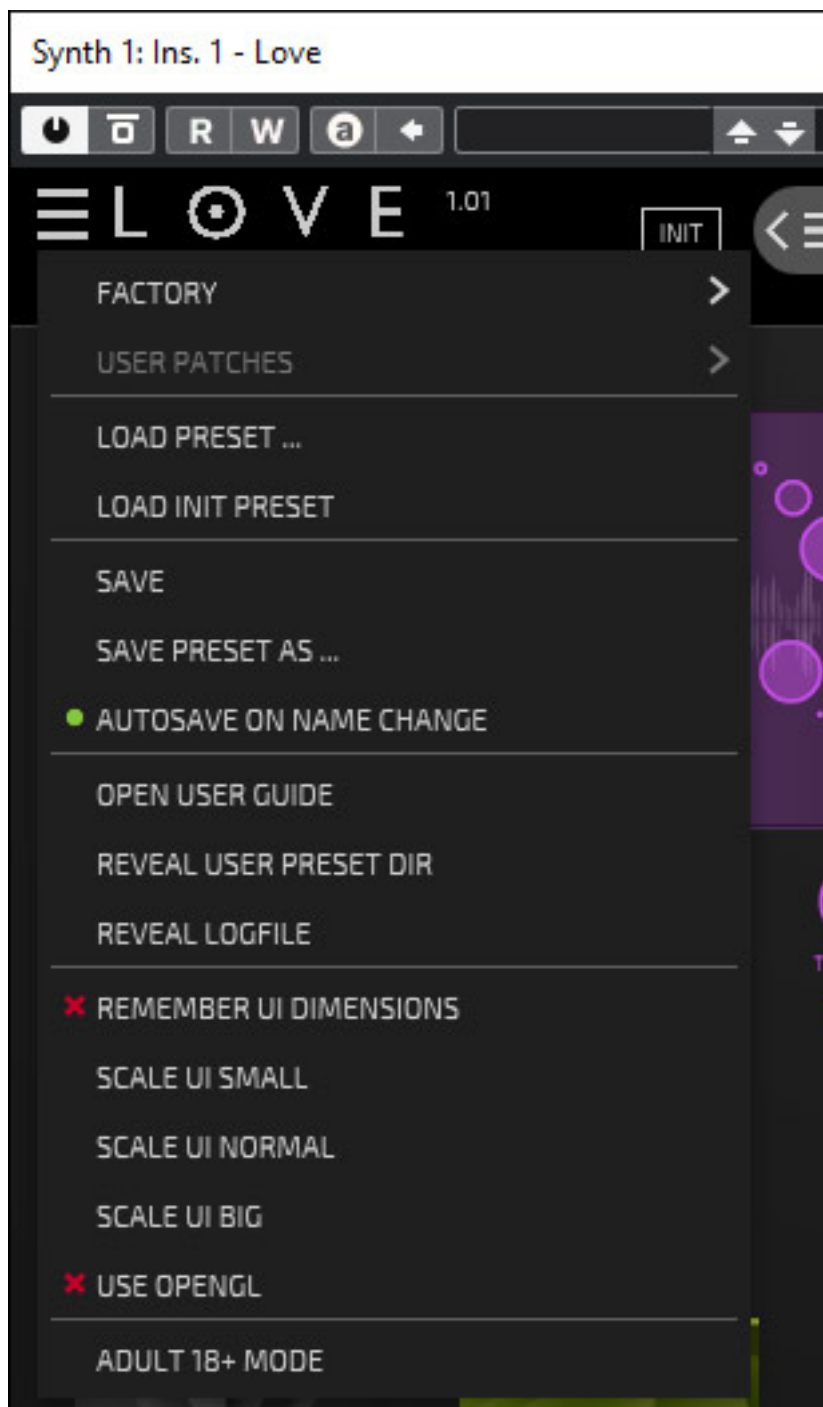 Synth 1: Ins. 1 - Love
R W a
LOVE 1.01
INIT
FACTORY
USER PATCHES
LOAD PRESET ...
LOAD INIT PRESET
SAVE
SAVE PRESET AS ...
AUTOSAVE ON NAME CHANGE
OPEN USER GUIDE
REVEAL USER PRESET DIR
REVEAL LOGFILE
REMEMBER UI DIMENSIONS
SCALE UI SMALL
SCALE UI NORMAL
SCALE UI BIG
USE OPENGL
ADULT 18+ MODE